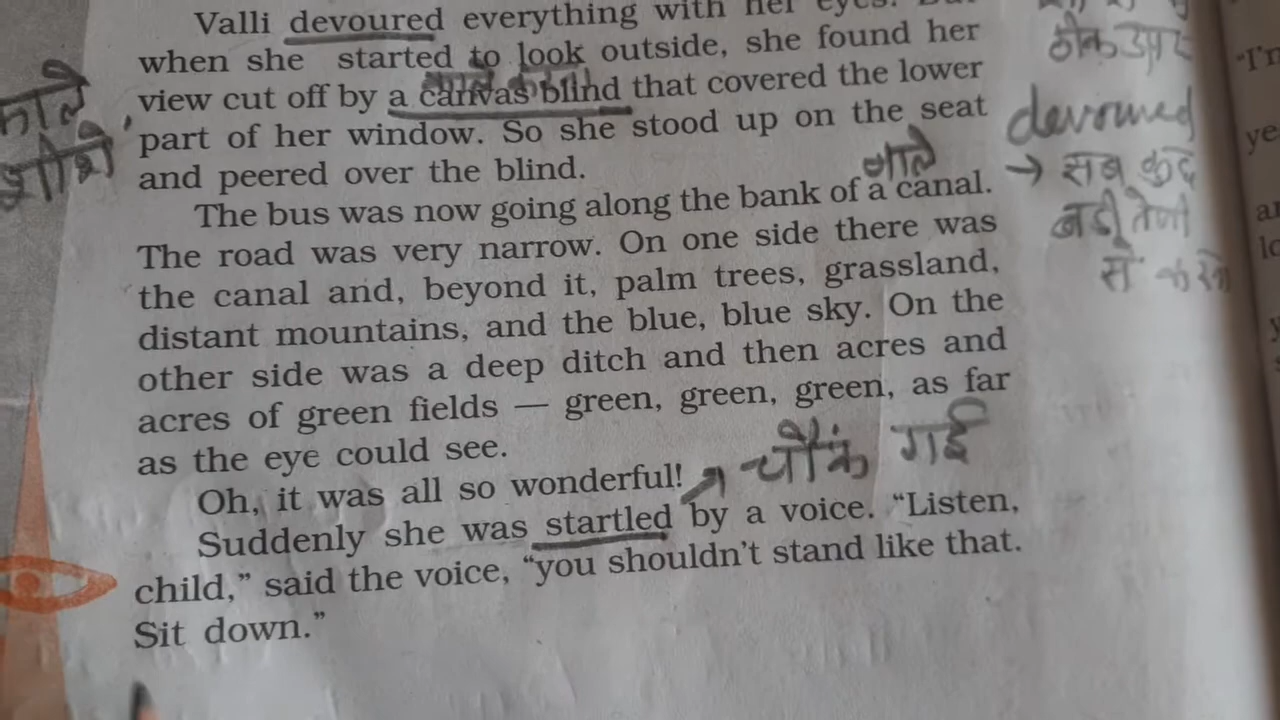 Valli devoured everything with her eyes. But
when she started to look outside, she found her
view cut off by a canvas blind that covered the lower
part of her window. So she stood up on the seat
and peered over the blind.
नाले
The bus was now going along the bank of a canal.
The road was very narrow. On one side there was
the canal and, beyond it, palm trees, grassland,
distant mountains, and the blue, blue sky. On the
other side was a deep ditch and then acres and
acres of green fields — green, green, green, as far
as the eye could see.
चौंक गई
Oh, it was all so wonderful!
Suddenly she was startled by a voice. “Listen,
child,” said the voice, “you shouldn’t stand like that.
Sit down.”
devoured
→ सब कुछ
बड़ी तेजी
से
"I'm
ye